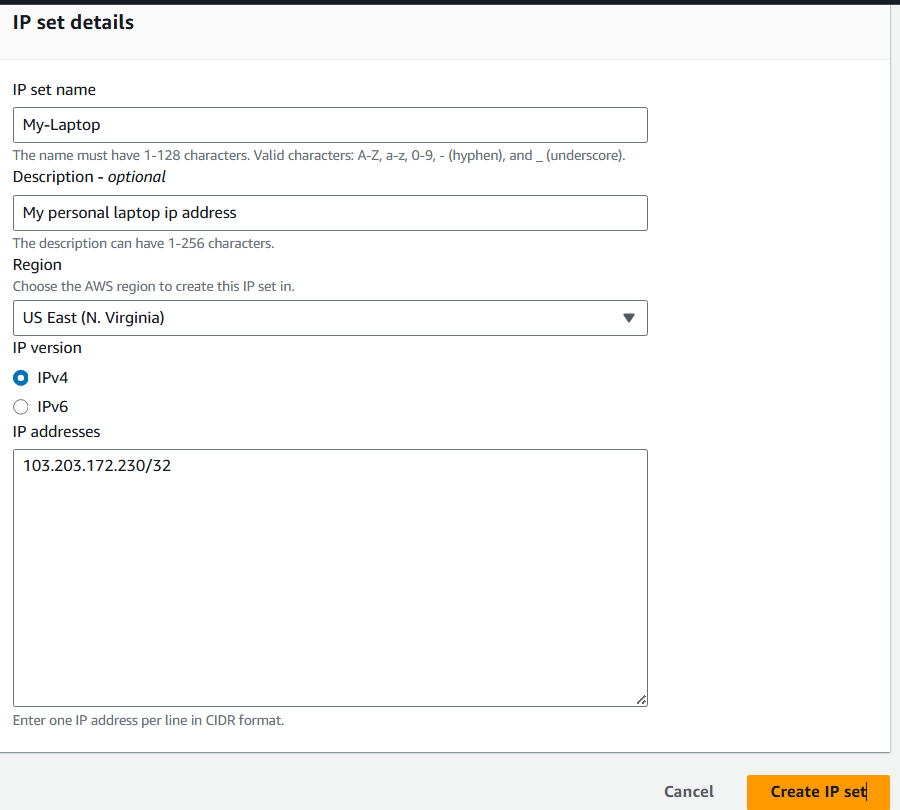 IP set details
IP set name
My-Laptop
The name must have 1-128 characters. Valid characters: A-Z, a-z, 0-9, - (hyphen), and _ (underscore).
Description - optional
My personal laptop ip address
The description can have 1-256 characters.
Region
Choose the AWS region to create this IP set in.
US East (N. Virginia)
IP version
IPv4
IPv6
IP addresses
103.203.172.230/32
Enter one IP address per line in CIDR format.
Cancel
Create IP set